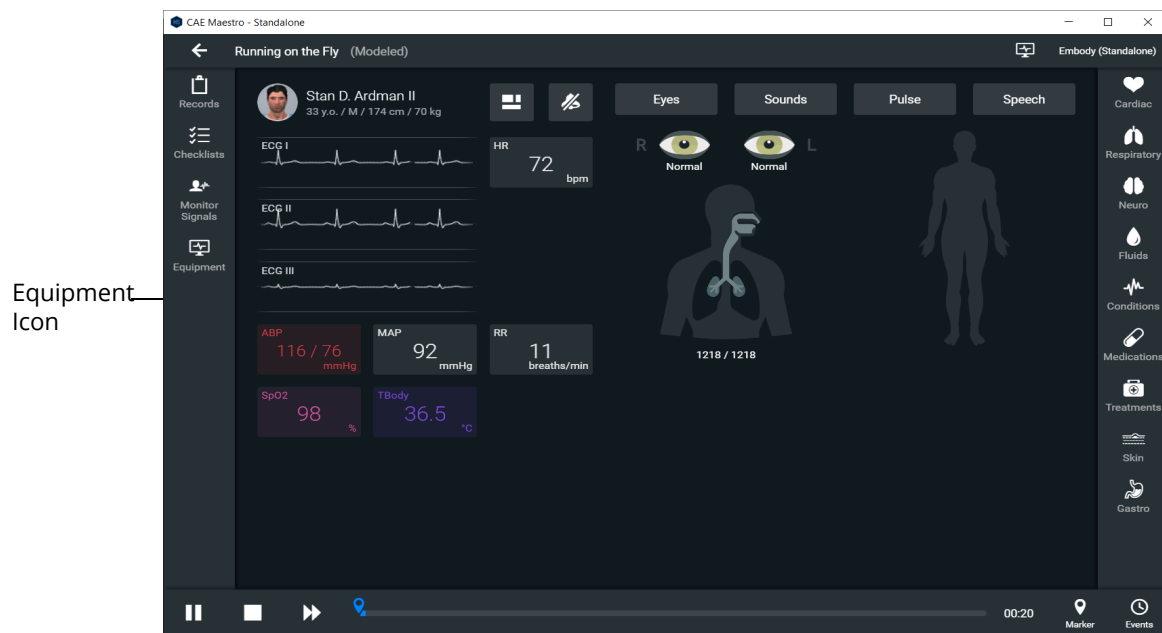 CAE Maestro - Standalone
Running on the Fly (Modeled)
Embody (Standalone)
Records
Checklists
Monitor
Signals
Equipment
Equipment
Icon
Stan D. Ardman II
33 y.o. / M / 174 cm / 70 kg
ECG I
HR
72
bpm
ECG II
ECG III
ABP
116 / 76
mmHg
MAP
92
mmHg
RR
11
breaths/min
SpO2
98
%
TBody
36.5
°C
Eyes
Sounds
Pulse
Speech
R
L
Normal
Normal
1218 / 1218
Cardiac
Respiratory
Neuro
Fluids
Conditions
Medications
Treatments
Skin
Gastro
00:20
Marker
Events